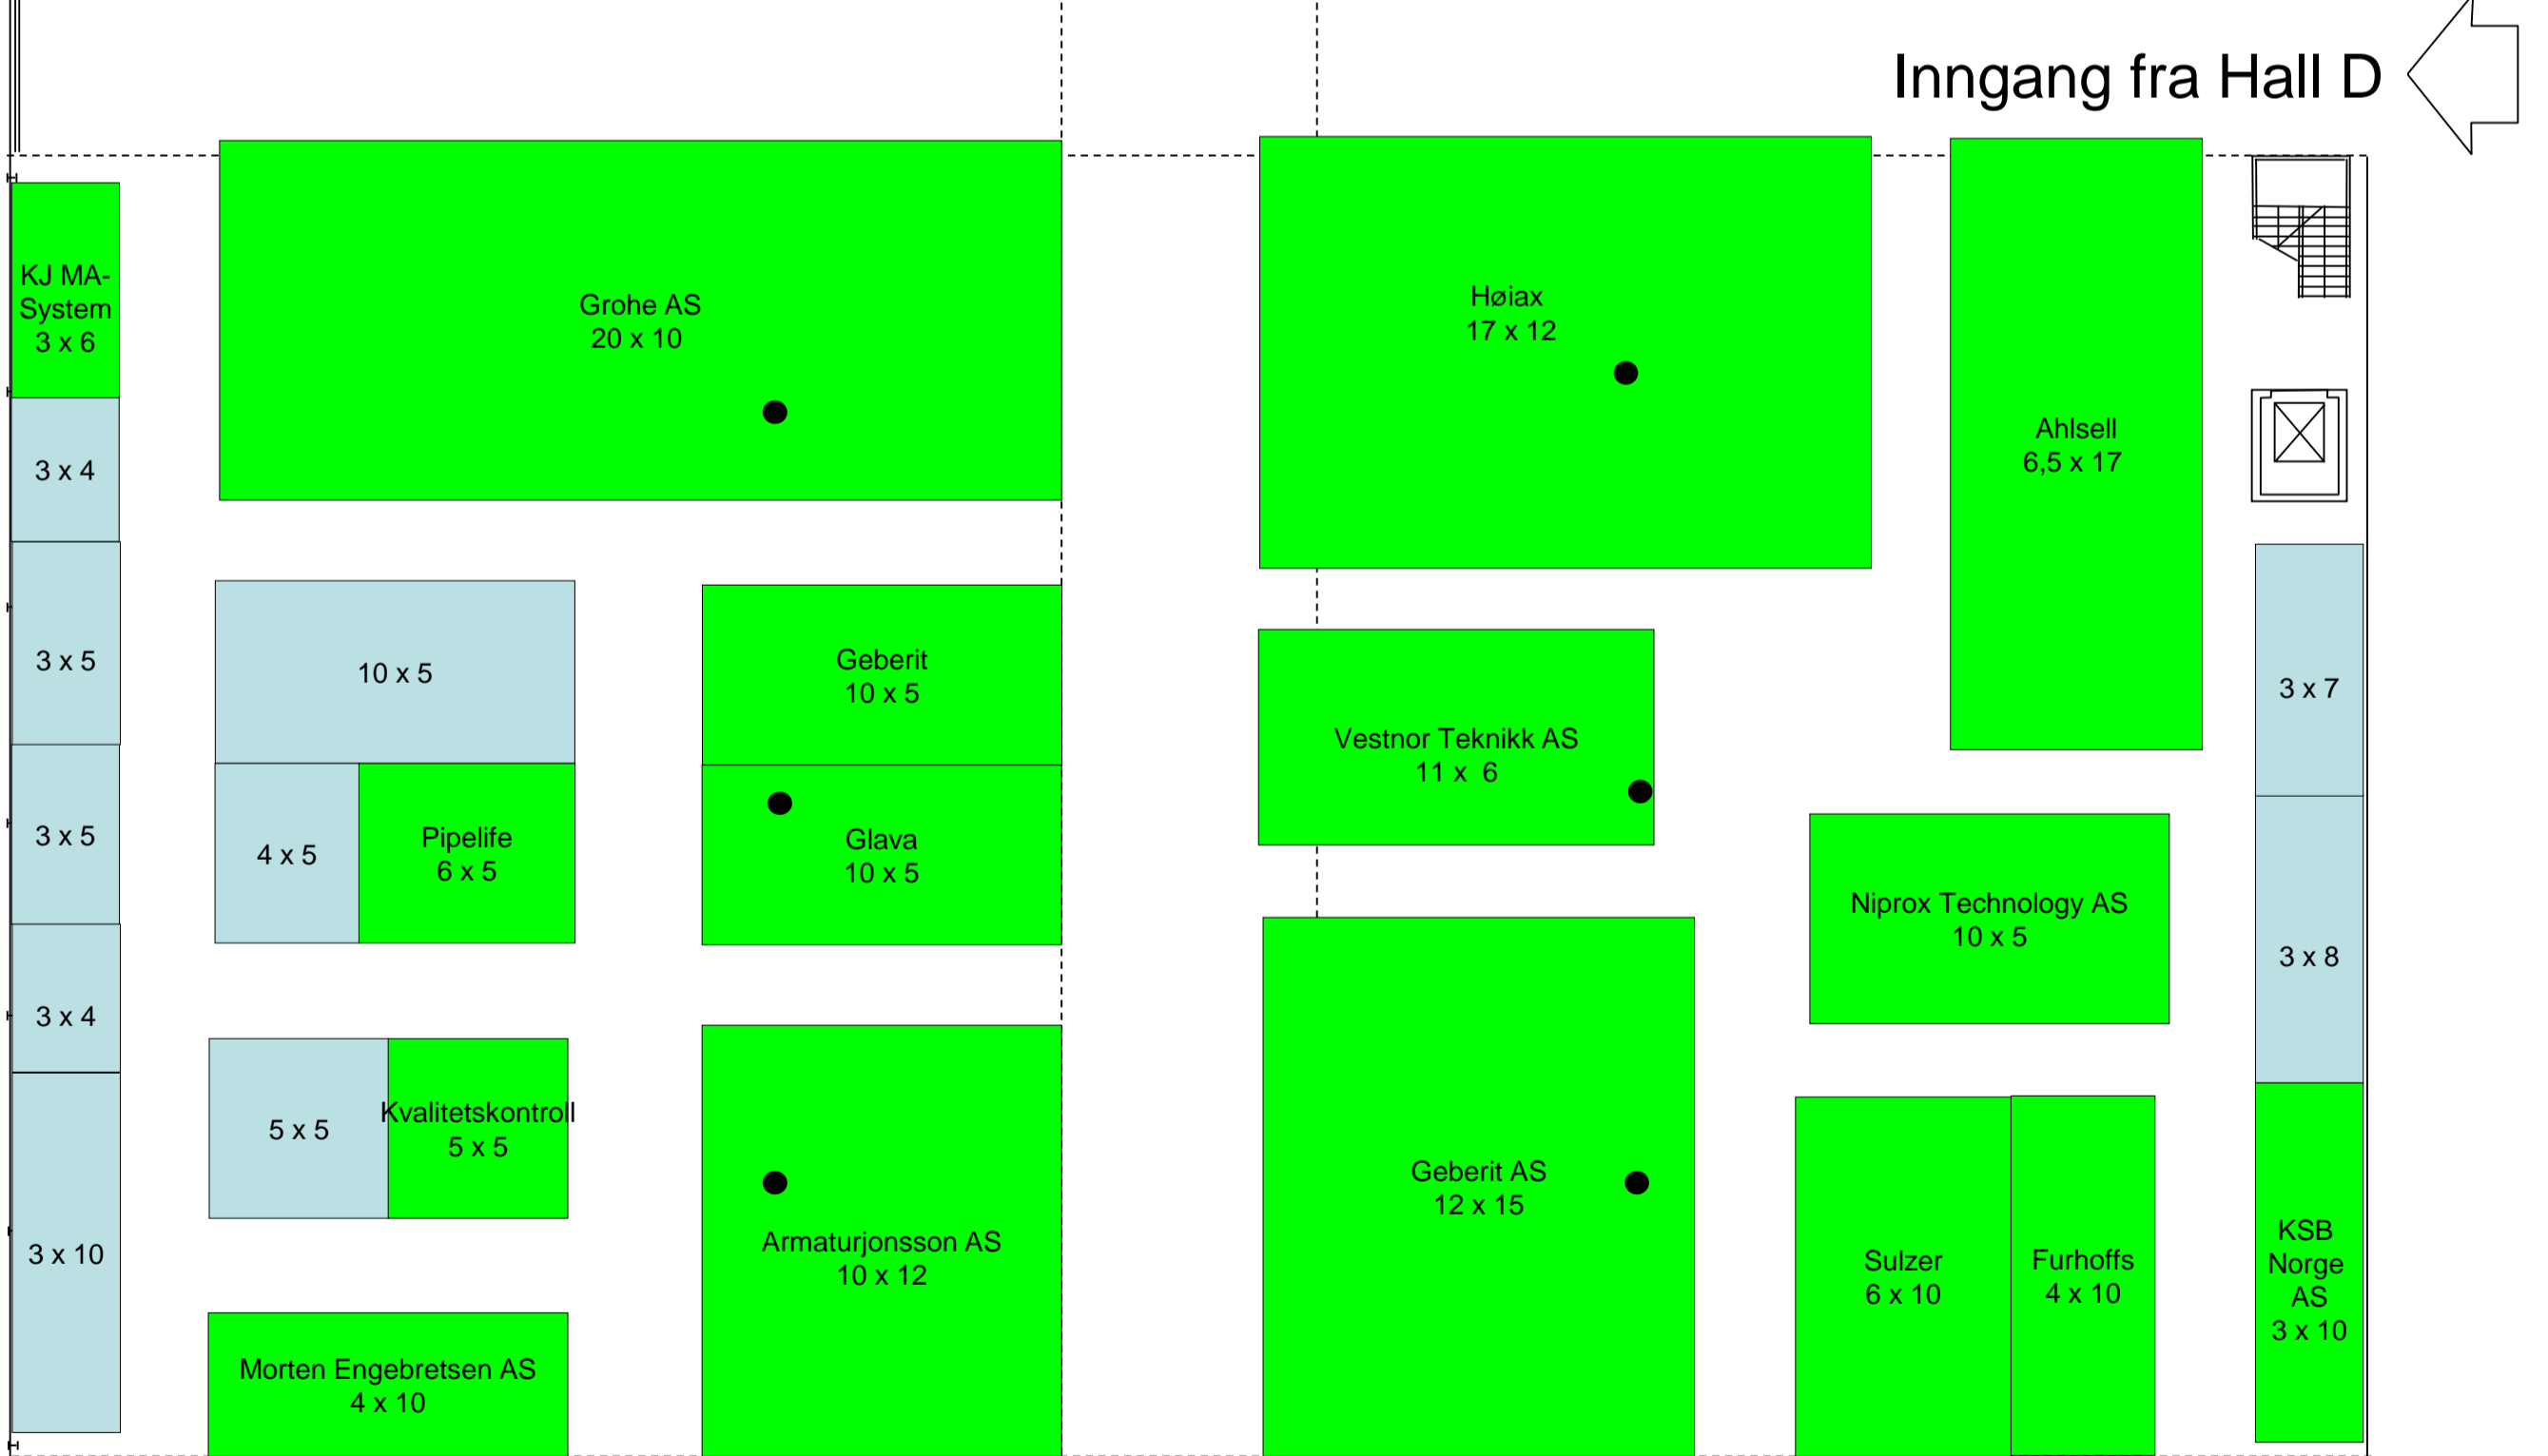 Inngang fra Hall D
KJ MA-
System
3 x 6
Grohe AS
20 x 10
Høiax
17 x 12
Ahlsell
6,5 x 17
3 x 4
3 x 5
10 x 5
Geberit
10 x 5
Vestnor Teknikk AS
11 x  6
3 x 7
3 x 5
4 x 5
Pipelife
6 x 5
Glava
10 x 5
Niprox Technology AS
10 x 5
3 x 8
3 x 4
5 x 5
Kvalitetskontroll
5 x 5
Armaturjonsson AS
10 x 12
Geberit AS
12 x 15
Sulzer
6 x 10
Furhoffs
4 x 10
KSB
Norge
AS
3 x 10
3 x 10
Morten Engebretsen AS
4 x 10